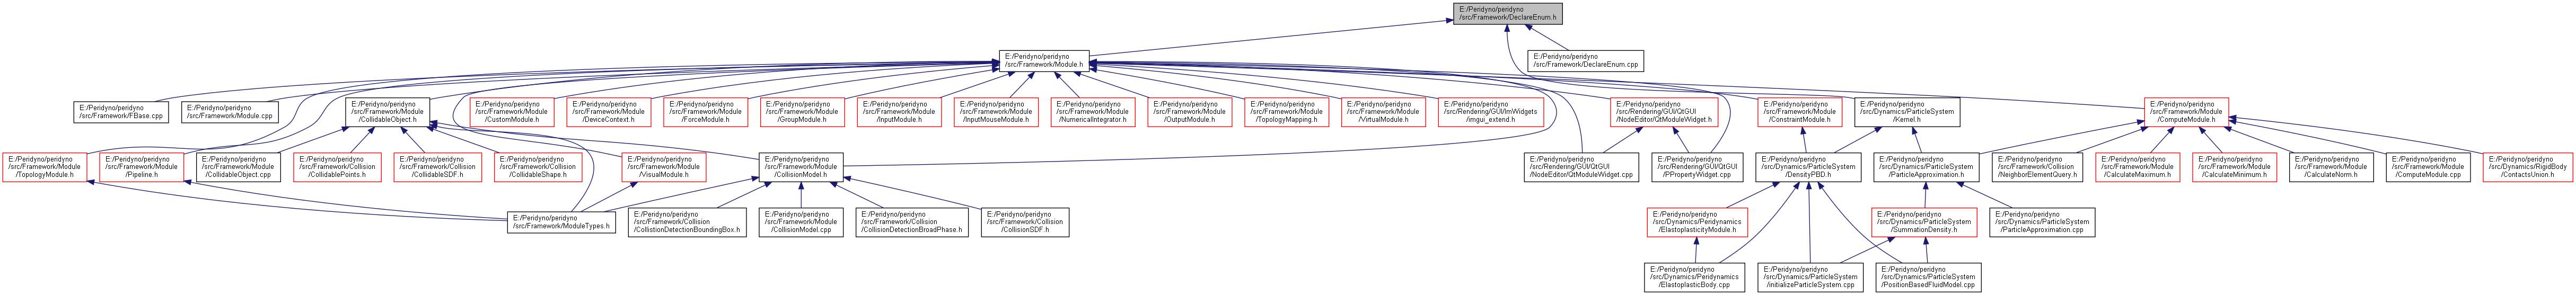 E:/Peridyno/peridyno
/src/Framework/DeclareEnum.h
E:/Peridyno/peridyno
/src/Framework/Module.h
E:/Peridyno/peridyno
/src/Framework/DeclareEnum.cpp
E:/Peridyno/peridyno
/src/Framework/FBase.cpp
E:/Peridyno/peridyno
/src/Framework/Module.cpp
E:/Peridyno/peridyno
/src/Framework/Module
/CollidableObject.h
E:/Peridyno/peridyno
/src/Framework/Module
/CustomModule.h
E:/Peridyno/peridyno
/src/Framework/Module
/DeviceContext.h
E:/Peridyno/peridyno
/src/Framework/Module
/ForceModule.h
E:/Peridyno/peridyno
/src/Framework/Module
/GroupModule.h
E:/Peridyno/peridyno
/src/Framework/Module
/InputModule.h
E:/Peridyno/peridyno
/src/Framework/Module
/InputMouseModule.h
E:/Peridyno/peridyno
/src/Framework/Module
/NumericalIntegrator.h
E:/Peridyno/peridyno
/src/Framework/Module
/OutputModule.h
E:/Peridyno/peridyno
/src/Framework/Module
/TopologyMapping.h
E:/Peridyno/peridyno
/src/Framework/Module
/VirtualModule.h
E:/Peridyno/peridyno
/src/Rendering/GUI/ImWidgets
/imgui_extend.h
E:/Peridyno/peridyno
/src/Rendering/GUI/QtGUI
/NodeEditor/QtModuleWidget.h
E:/Peridyno/peridyno
/src/Framework/Module
/ConstraintModule.h
E:/Peridyno/peridyno
/src/Dynamics/ParticleSystem
/Kernel.h
E:/Peridyno/peridyno
/src/Framework/Module
/ComputeModule.h
E:/Peridyno/peridyno
/src/Framework/Module
/TopologyModule.h
E:/Peridyno/peridyno
/src/Framework/Module
/Pipeline.h
E:/Peridyno/peridyno
/src/Framework/Module
/CollidableObject.cpp
E:/Peridyno/peridyno
/src/Framework/Collision
/CollidablePoints.h
E:/Peridyno/peridyno
/src/Framework/Collision
/CollidableSDF.h
E:/Peridyno/peridyno
/src/Framework/Collision
/CollidableShape.h
E:/Peridyno/peridyno
/src/Framework/Module
/VisualModule.h
E:/Peridyno/peridyno
/src/Framework/Module
/CollisionModel.h
E:/Peridyno/peridyno
/src/Rendering/GUI/QtGUI
/NodeEditor/QtModuleWidget.cpp
E:/Peridyno/peridyno
/src/Rendering/GUI/QtGUI
/PPropertyWidget.cpp
E:/Peridyno/peridyno
/src/Dynamics/ParticleSystem
/DensityPBD.h
E:/Peridyno/peridyno
/src/Dynamics/ParticleSystem
/ParticleApproximation.h
E:/Peridyno/peridyno
/src/Framework/Collision
/NeighborElementQuery.h
E:/Peridyno/peridyno
/src/Framework/Module
/CalculateMaximum.h
E:/Peridyno/peridyno
/src/Framework/Module
/CalculateMinimum.h
E:/Peridyno/peridyno
/src/Framework/Module
/CalculateNorm.h
E:/Peridyno/peridyno
/src/Framework/Module
/ComputeModule.cpp
E:/Peridyno/peridyno
/src/Dynamics/RigidBody
/ContactsUnion.h
E:/Peridyno/peridyno
/src/Framework/ModuleTypes.h
E:/Peridyno/peridyno
/src/Framework/Collision
/CollistionDetectionBoundingBox.h
E:/Peridyno/peridyno
/src/Framework/Module
/CollisionModel.cpp
E:/Peridyno/peridyno
/src/Framework/Collision
/CollisionDetectionBroadPhase.h
E:/Peridyno/peridyno
/src/Framework/Collision
/CollisionSDF.h
E:/Peridyno/peridyno
/src/Dynamics/Peridynamics
/ElastoplasticityModule.h
E:/Peridyno/peridyno
/src/Dynamics/ParticleSystem
/SummationDensity.h
E:/Peridyno/peridyno
/src/Dynamics/ParticleSystem
/ParticleApproximation.cpp
E:/Peridyno/peridyno
/src/Dynamics/Peridynamics
/ElastoplasticBody.cpp
E:/Peridyno/peridyno
/src/Dynamics/ParticleSystem
/initializeParticleSystem.cpp
E:/Peridyno/peridyno
/src/Dynamics/ParticleSystem
/PositionBasedFluidModel.cpp